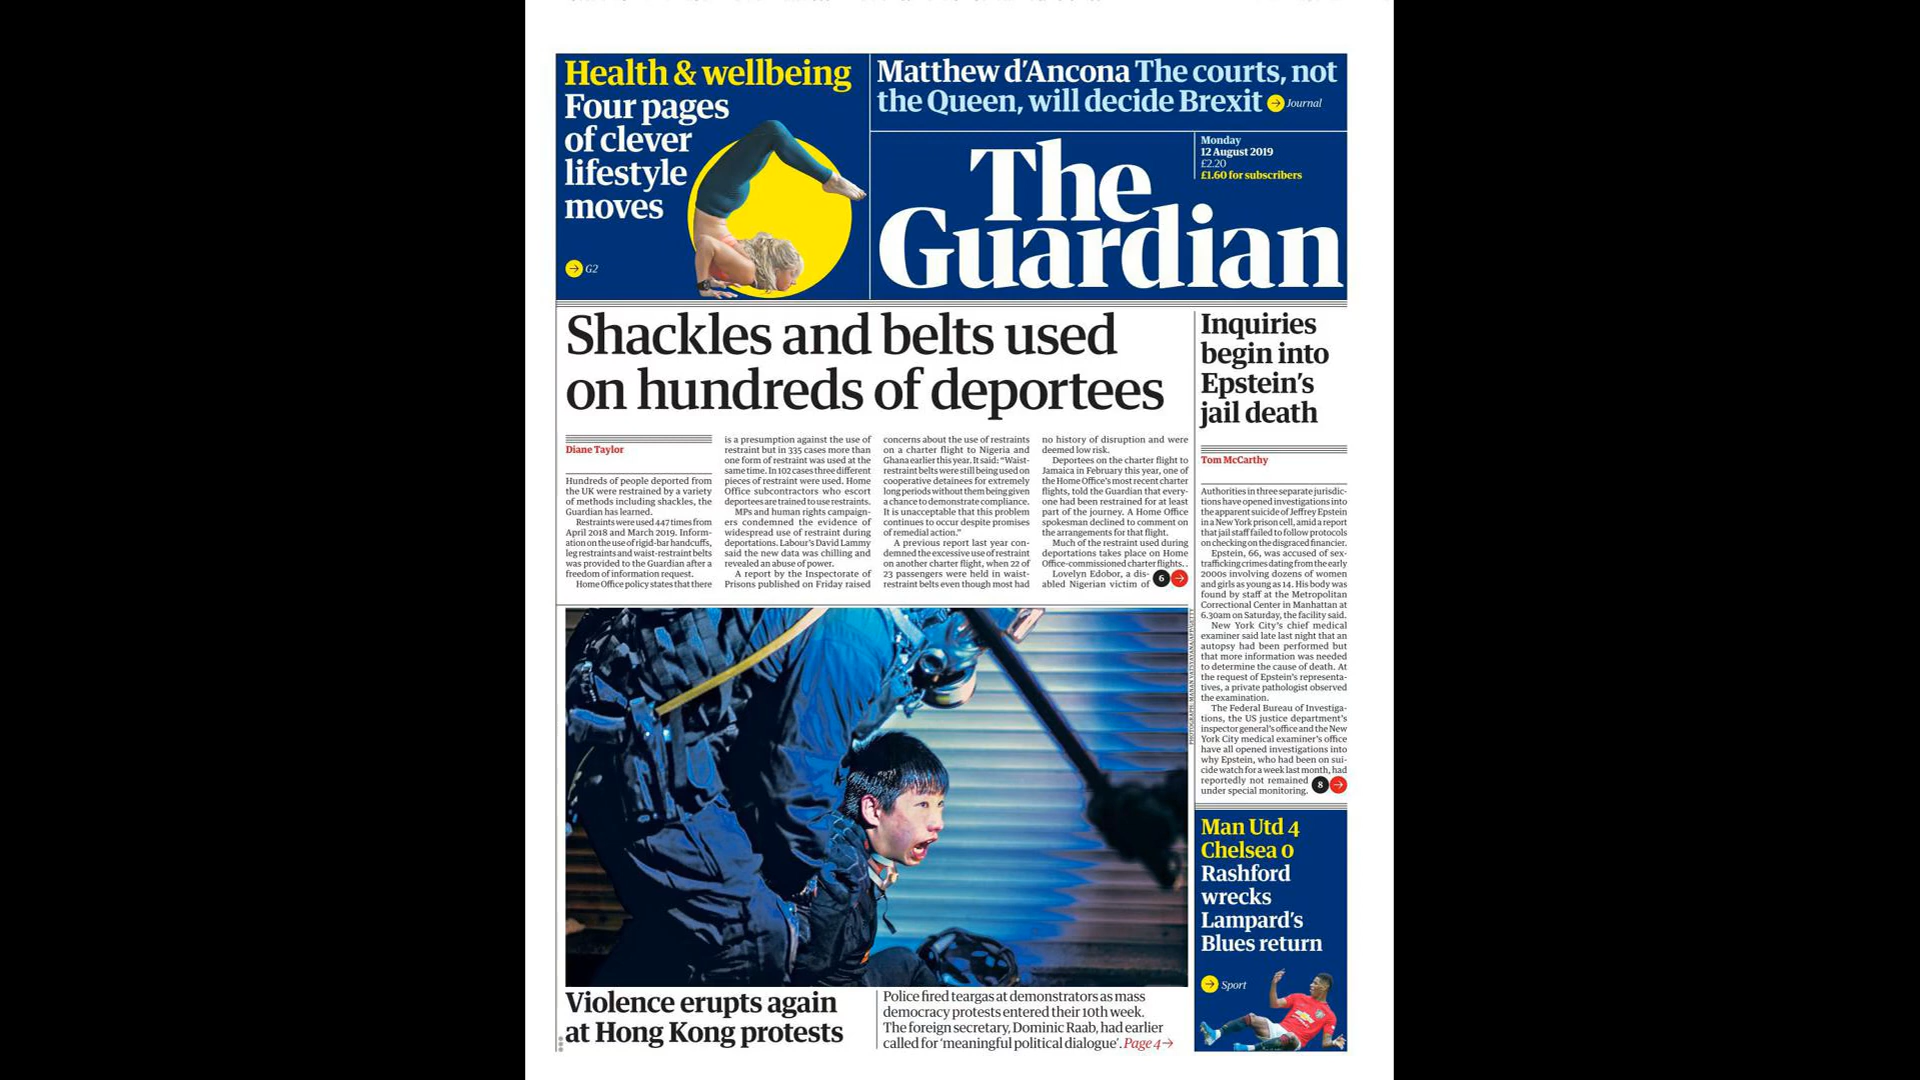 Health & wellbeing
Four pages
of clever
lifestyle
moves
G2
Matthew d'Ancona The courts, not
the Queen, will decide Brexit Journal
Monday
12 August 2019
£2.20
£1.60 for subscribers
The
Guardian
Shackles and belts used
on hundreds of deportees
Diane Taylor
Hundreds of people deported from
the UK were restrained by a variety
of methods including shackles, the
Guardian has learned.
Restraints were used 447 times from
April 2018 and March 2019. Inform-
ation on the use of rigid-bar handcuffs,
leg restraints and waist-restraint belts
was provided to the Guardian after a
freedom of information request.
Home Office policy states that there
is a presumption against the use of
restraint but in 335 cases more than
one form of restraint was used at the
same time. In 102 cases three different
pieces of restraint were used. Home
Office subcontractors who escort
deportees are trained to use restraints.
MPs and human rights campaign-
ers condemned the evidence of
widespread use of restraint during
deportations. Labour's David Lammy
said the new data was chilling and
revealed an abuse of power.
A report by the Inspectorate of
Prisons published on Friday raised
concerns about the use of restraints
on a charter flight to Nigeria and
Ghana earlier this year. It said: "Waist-
restraint belts were still being used on
cooperative detainees for extremely
long periods without them being given
a chance to demonstrate compliance.
It is unacceptable that this problem
continues to occur despite promises
of remedial action."
A previous report last year con-
demned the excessive use of restraint
on another charter flight, when 22 of
23 passengers were held in waist-
restraint belts even though most had
no history of disruption and were
deemed low risk.
Deportees on the charter flight to
Jamaica in February this year, one of
the Home Office's most recent charter
flights, told the Guardian that every-
one had been restrained for at least
part of the journey. A Home Office
spokesman declined to comment on
the arrangements for that flight.
Much of the restraint used during
deportations takes place on Home
Office-commissioned charter flights. .
Lovelyn Edobor, a dis-
abled Nigerian victim of
6
Inquiries
begin into
Epstein's
jail death
Tom McCarthy
Authorities in three separate jurisdic-
tions have opened investigations into
the apparent suicide of Jeffrey Epstein
in a New York prison cell, amid a report
that jail staff failed to follow protocols
on checking on the disgraced financier.
Epstein, 66, was accused of sex-
trafficking crimes dating from the early
2000s involving dozens of women
and girls as young as 14. His body was
found by staff at the Metropolitan
Correctional Center in Manhattan at
6.30am on Saturday, the facility said.
New York City's chief medical
examiner said late last night that an
autopsy had been performed but
that more information was needed
to determine the cause of death. At
the request of Epstein's representa-
tives, a private pathologist observed
the examination.
The Federal Bureau of Investiga-
tions, the US justice department's
inspector general's office and the New
York City medical examiner's office
have all opened investigations into
why Epstein, who had been on sui-
cide watch for a week last month, had
reportedly not remained
under special monitoring.
8
Violence erupts again
at Hong Kong protests
Police fired teargas at demonstrators as mass
democracy protests entered their 10th week.
The foreign secretary, Dominic Raab, had earlier
called for 'meaningful political dialogue'. Page 4
Man Utd 4
Chelsea 0
Rashford
wrecks
Lampard's
Blues return
Sport